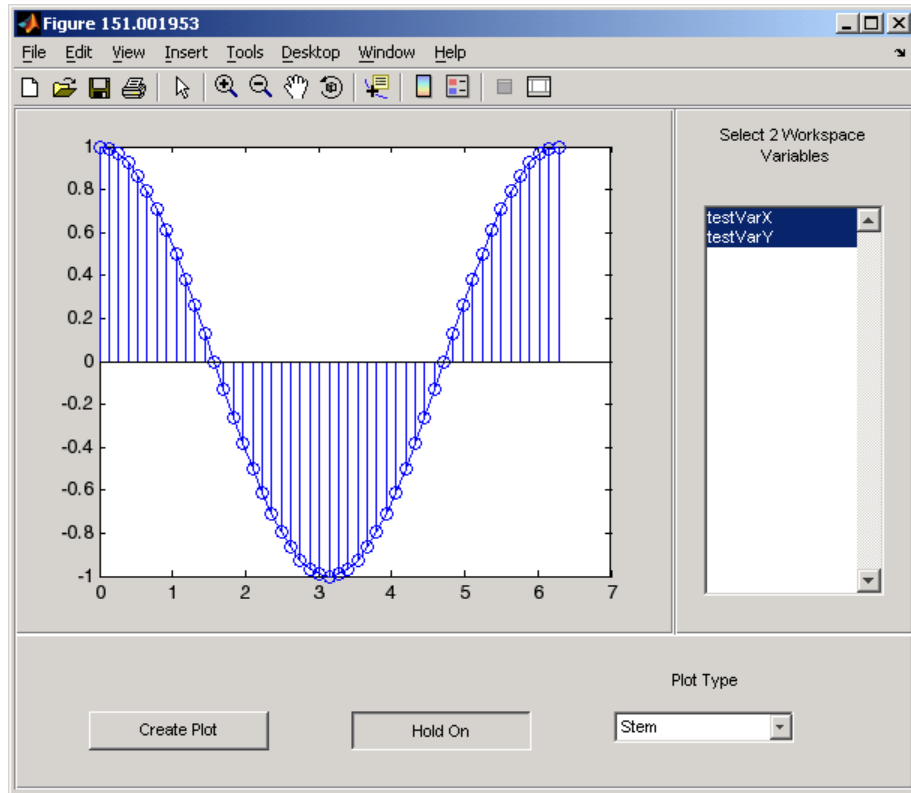 Figure 151.001953
File Edit View Insert Tools Desktop Window Help
Select 2 Workspace
Variables
testVarX
testVarY
1
0.8
0.6
0.4
0.2
0
-0.2
-0.4
-0.6
-0.8
-1
0 1 2 3 4 5 6 7
Plot Type
Create Plot Hold On Stem